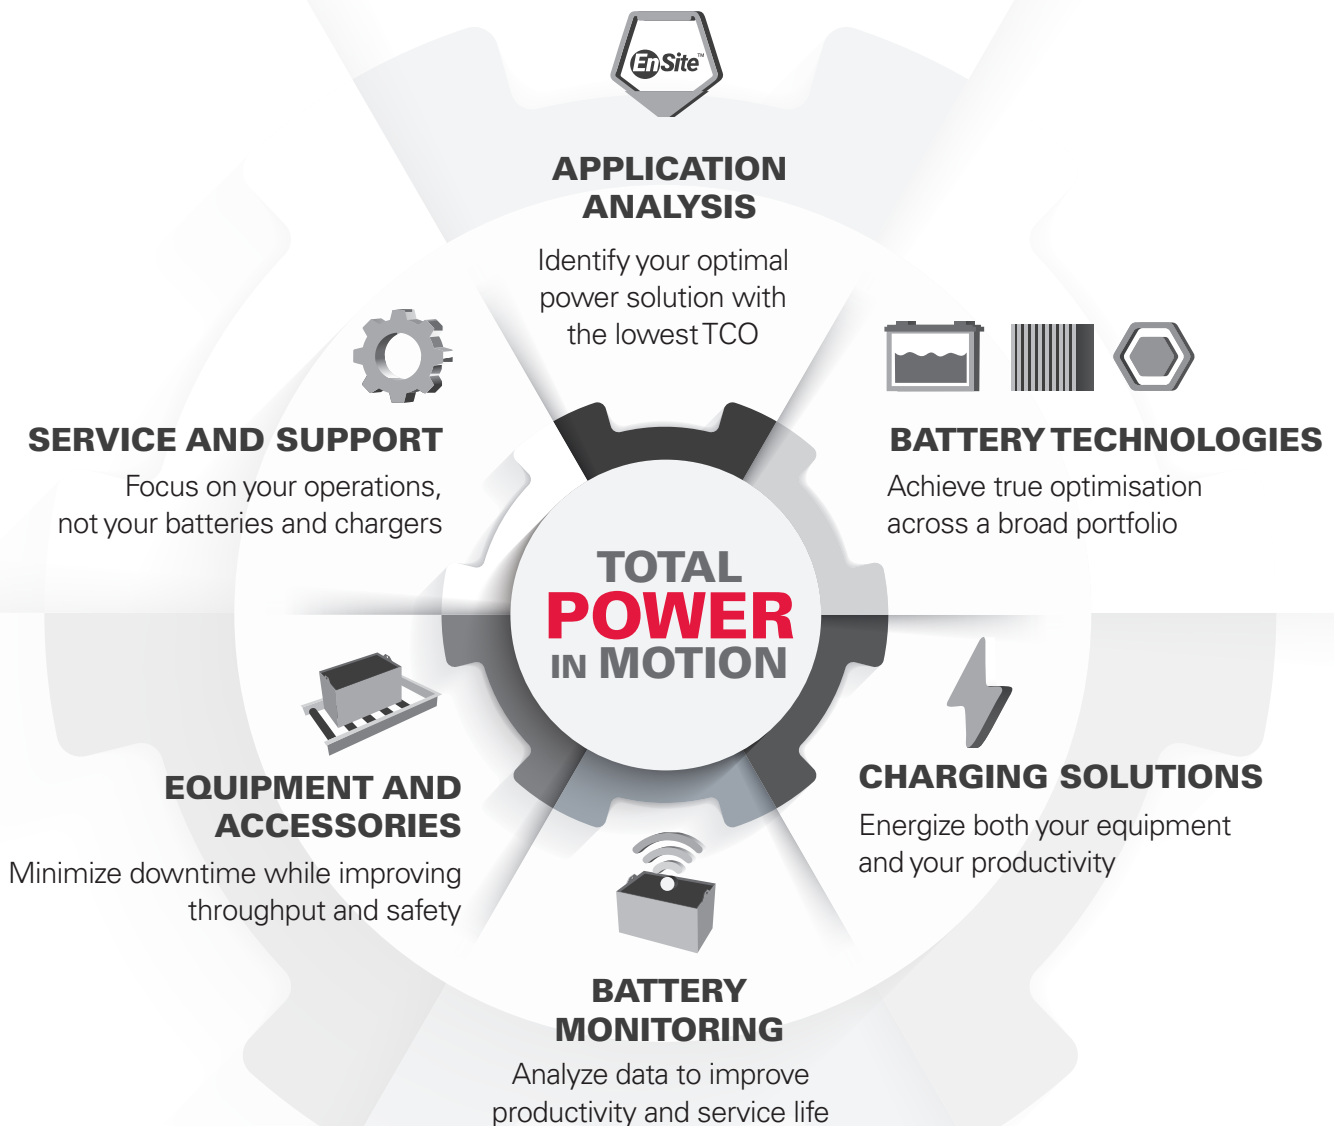 EnSite™
APPLICATION
ANALYSIS
Identify your optimal
power solution with
the lowest TCO
BATTERY TECHNOLOGIES
Achieve true optimisation
across a broad portfolio
SERVICE AND SUPPORT
Focus on your operations,
not your batteries and chargers
TOTAL
POWER
IN MOTION
CHARGING SOLUTIONS
Energize both your equipment
and your productivity
EQUIPMENT AND
ACCESSORIES
Minimize downtime while improving
throughput and safety
BATTERY
MONITORING
Analyze data to improve
productivity and service life